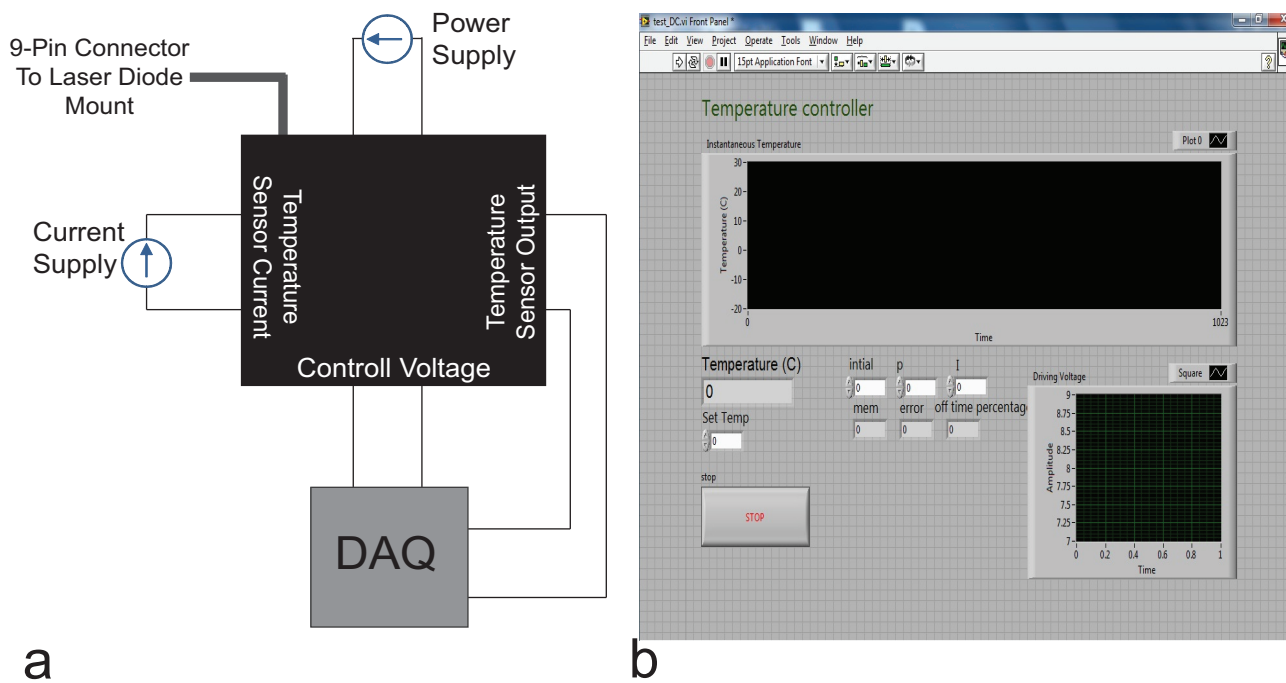 9-Pin Connector
To Laser Diode
Mount
Power
Supply
Current
Supply
Temperature
Sensor Current
Temperature
Sensor Output
Controll Voltage
DAQ
a
test_DC.vi Front Panel *
File Edit View Project Operate Tools Window Help
15pt Application Font
Temperature controller
Instantaneous Temperature
Plot 0
Temperature (C)
30
20
10
0
-10
-20
0 1023
Time
Temperature (C)
0
Set Temp
0
intial p I
0 0 0
mem error off time percentag
0 0 0
stop
STOP
Driving Voltage
Square
Amplitude
9
8.75
8.5
8.25
8
7.75
7.5
7.25
7
0 0.2 0.4 0.6 0.8 1
Time
b